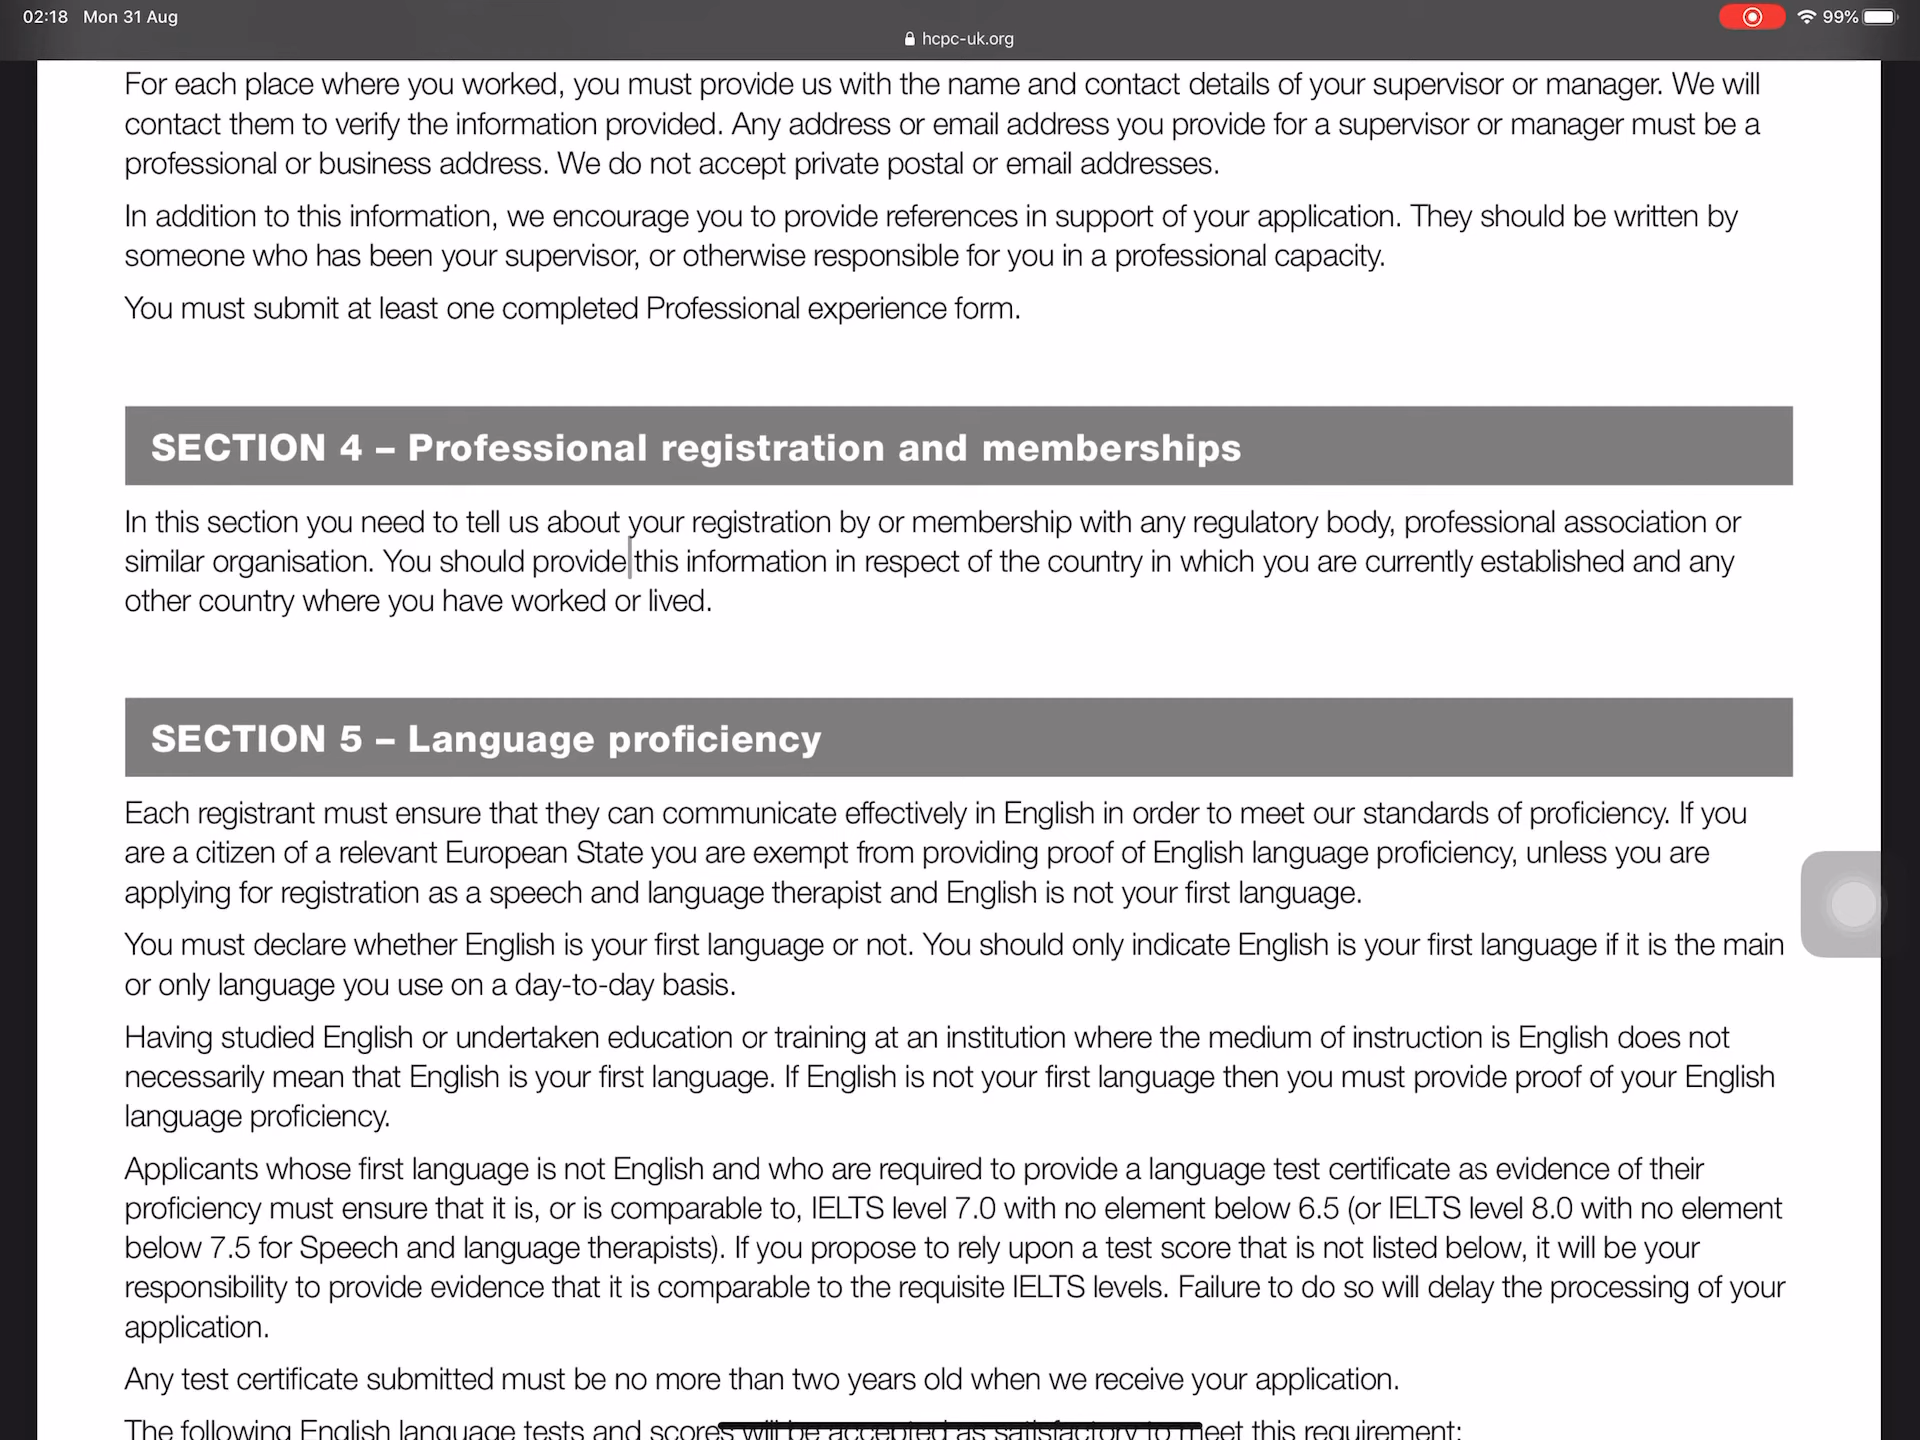 02:18 Mon 31 Aug
99%
hcpc-uk.org
For each place where you worked, you must provide us with the name and contact details of your supervisor or manager. We will
contact them to verify the information provided. Any address or email address you provide for a supervisor or manager must be a
professional or business address. We do not accept private postal or email addresses.
In addition to this information, we encourage you to provide references in support of your application. They should be written by
someone who has been your supervisor, or otherwise responsible for you in a professional capacity.
You must submit at least one completed Professional experience form.
SECTION 4 – Professional registration and memberships
In this section you need to tell us about your registration by or membership with any regulatory body, professional association or
similar organisation. You should provide this information in respect of the country in which you are currently established and any
other country where you have worked or lived.
SECTION 5 – Language proficiency
Each registrant must ensure that they can communicate effectively in English in order to meet our standards of proficiency. If you
are a citizen of a relevant European State you are exempt from providing proof of English language proficiency, unless you are
applying for registration as a speech and language therapist and English is not your first language.
You must declare whether English is your first language or not. You should only indicate English is your first language if it is the main
or only language you use on a day-to-day basis.
Having studied English or undertaken education or training at an institution where the medium of instruction is English does not
necessarily mean that English is your first language. If English is not your first language then you must provide proof of your English
language proficiency.
Applicants whose first language is not English and who are required to provide a language test certificate as evidence of their
proficiency must ensure that it is, or is comparable to, IELTS level 7.0 with no element below 6.5 (or IELTS level 8.0 with no element
below 7.5 for Speech and language therapists). If you propose to rely upon a test score that is not listed below, it will be your
responsibility to provide evidence that it is comparable to the requisite IELTS levels. Failure to do so will delay the processing of your
application.
Any test certificate submitted must be no more than two years old when we receive your application.
The following English language tests and scores will be accepted as satisfactory to meet this requirement: